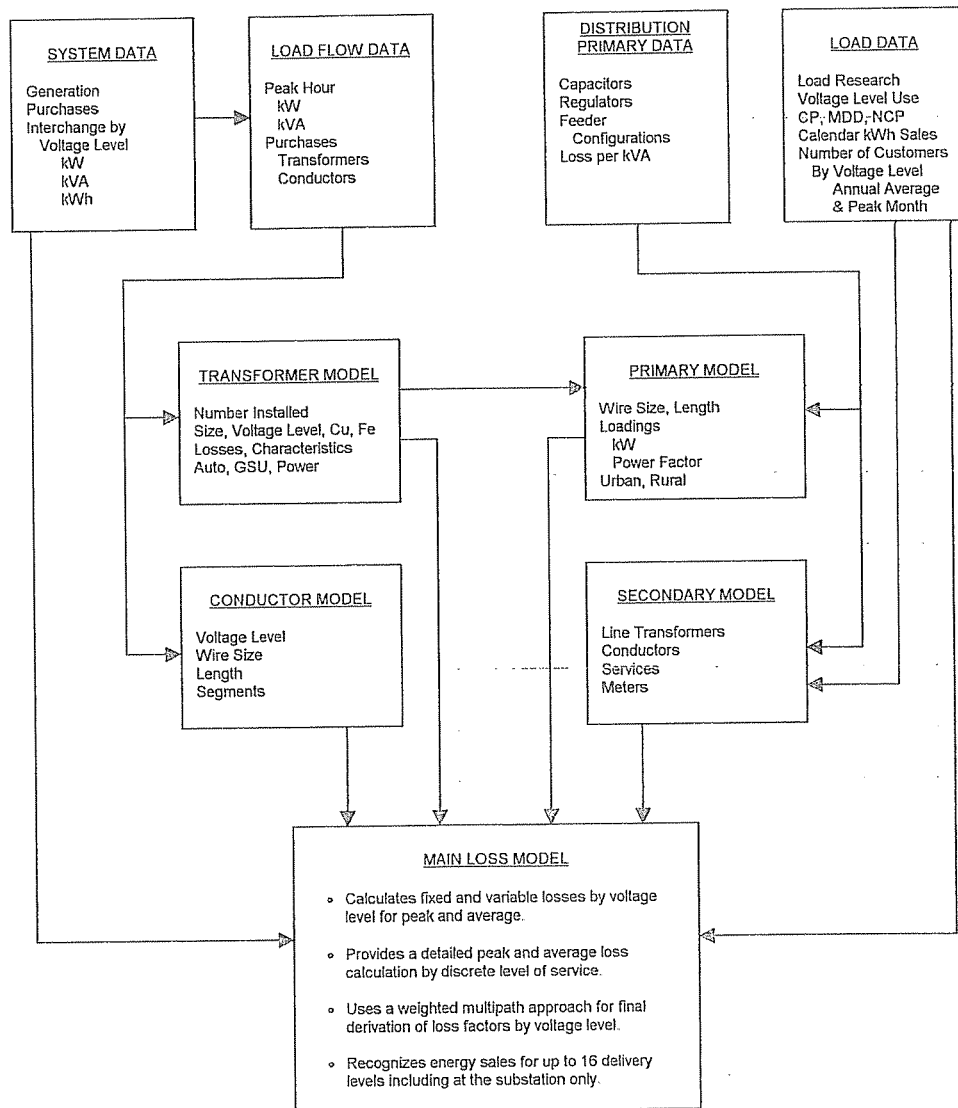 SYSTEM DATA
Generation
Purchases
Interchange by
Voltage Level
kW
kVA
kWh
LOAD FLOW DATA
Peak Hour
kW
kVA
Purchases
Transformers
Conductors
DISTRIBUTION
PRIMARY DATA
Capacitors
Regulators
Feeder
Configurations
Loss per kVA
LOAD DATA
Load Research
Voltage Level Use
CP, MDD, NCP
Calendar kWh Sales
Number of Customers
By Voltage Level
Annual Average
& Peak Month
TRANSFORMER MODEL
Number Installed
Size, Voltage Level, Cu, Fe
Losses, Characteristics
Auto, GSU, Power
PRIMARY MODEL
Wire Size, Length
Loadings
kW
Power Factor
Urban, Rural
CONDUCTOR MODEL
Voltage Level
Wire Size
Length
Segments
SECONDARY MODEL
Line Transformers
Conductors
Services
Meters
MAIN LOSS MODEL
• Calculates fixed and variable losses by voltage
level for peak and average.
• Provides a detailed peak and average loss
calculation by discrete level of service.
• Uses a weighted multipath approach for final
derivation of loss factors by voltage level.
• Recognizes energy sales for up to 16 delivery
levels including at the substation only.